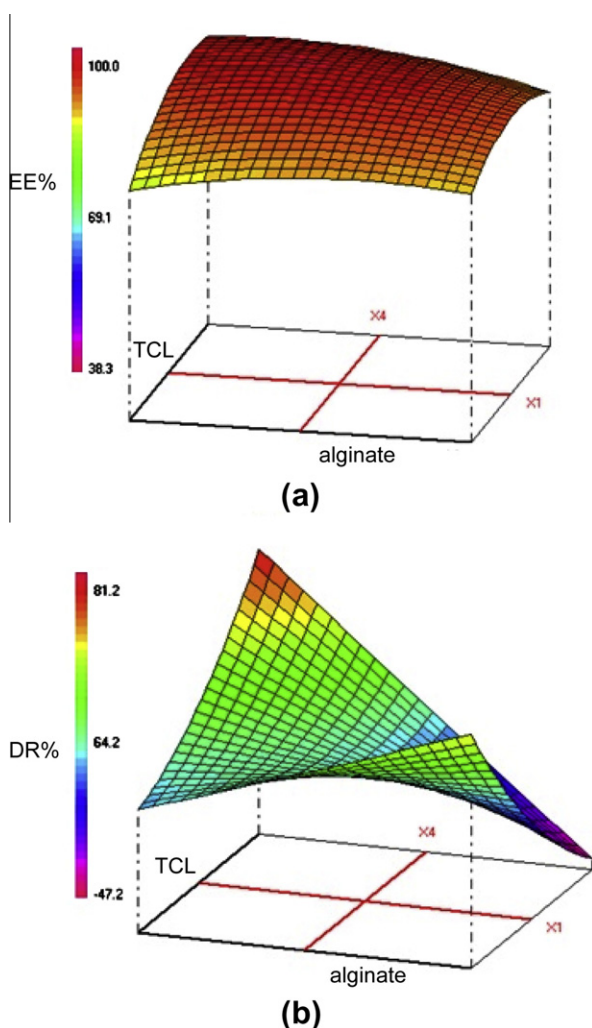 100.0
EE%
69.1
38.3
X4
TCL
X1
alginate
(a)
81.2
DR%
64.2
-47.2
X4
TCL
X1
alginate
(b)